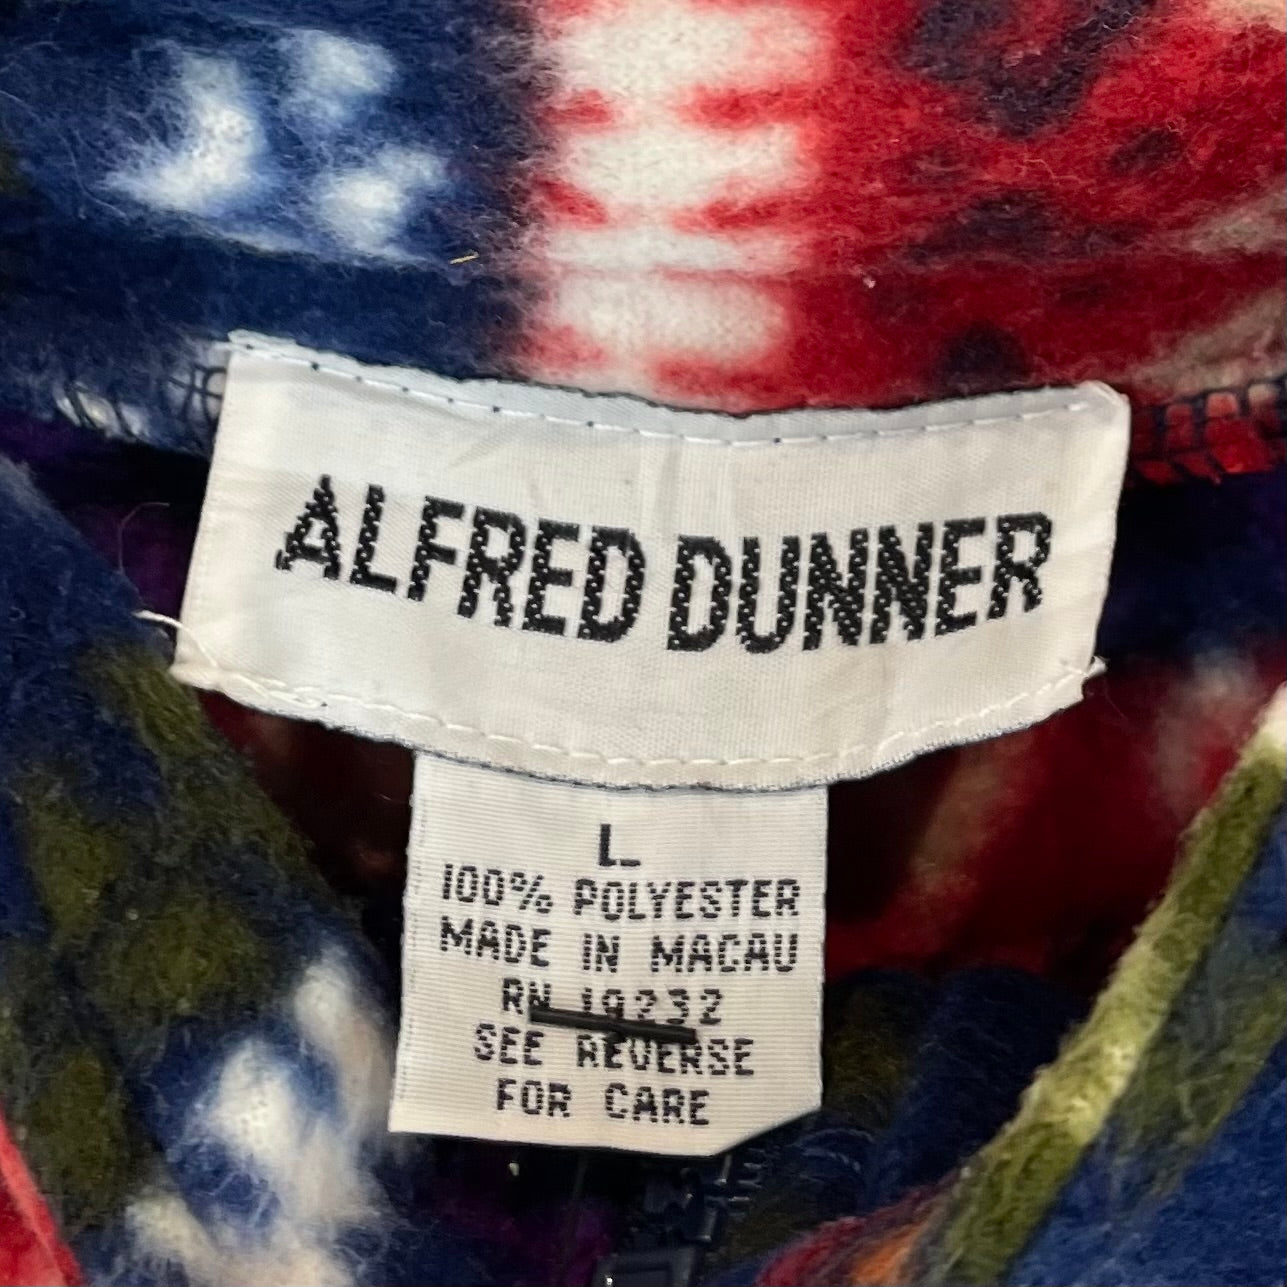 ALFRED DUNNER
L
100% POLYESTER
MADE IN MACAU
RN 19232
SEE REVERSE
FOR CARE